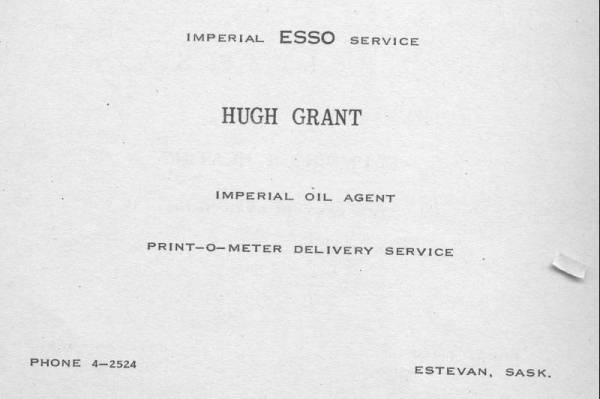 IMPERIAL ESSO SERVICE
HUGH GRANT
IMPERIAL OIL AGENT
PRINT-O-METER DELIVERY SERVICE
PHONE 4-2524
ESTEVAN, SASK.